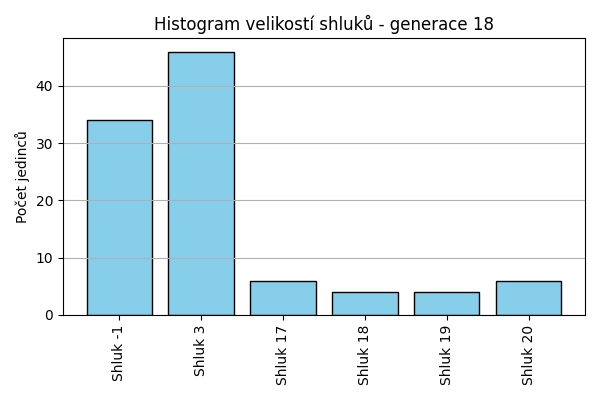 Histogram velikostí shluků - generace 18
Počet jedinců
40
30
20
10
0
Shluk -1
Shluk 3
Shluk 17
Shluk 18
Shluk 19
Shluk 20